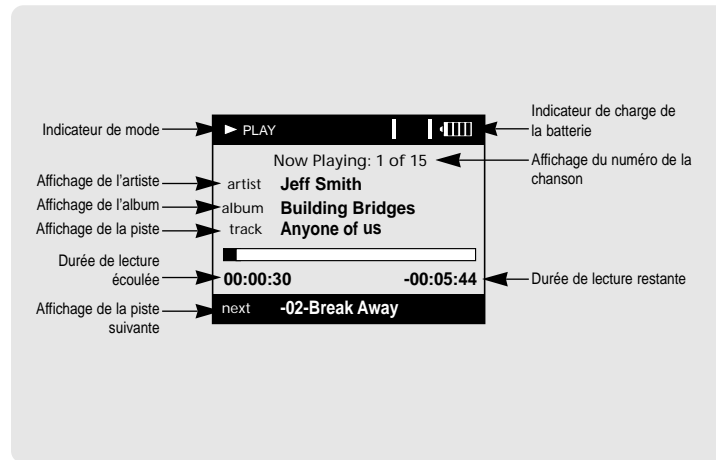 Indicateur de mode
PLAY
Indicateur de charge de
la batterie
Now Playing: 1 of 15
Affichage du numéro de la
chanson
Affichage de l'artiste
artist Jeff Smith
Affichage de l'album
album Building Bridges
Affichage de la piste
track Anyone of us
Durée de lecture
écoulée
00:00:30 -00:05:44
Durée de lecture restante
Affichage de la piste
suivante
next -02-Break Away